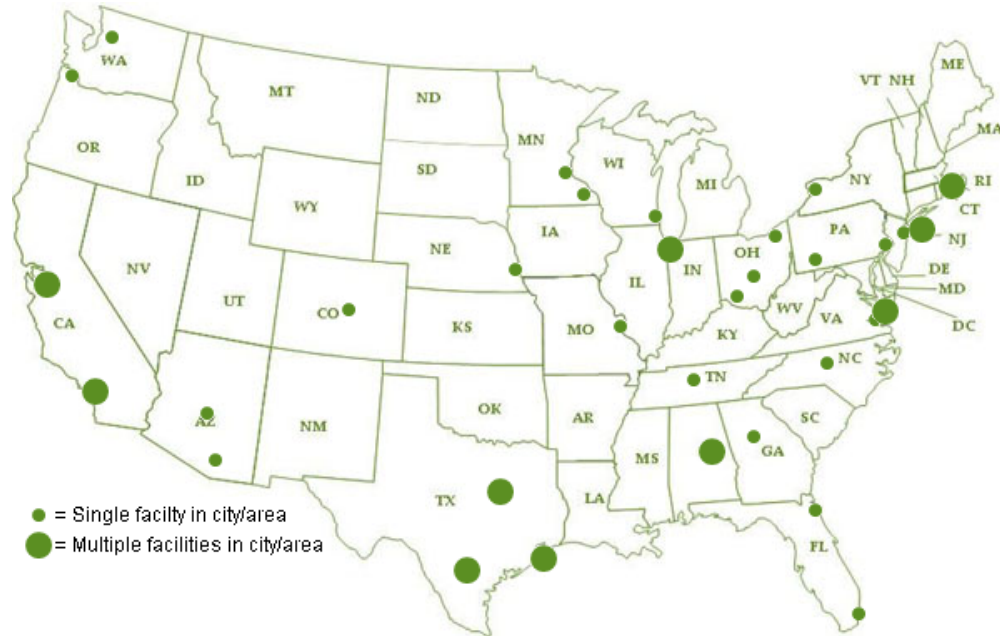 WA
MT
ND
MN
VT NH
ME
MA
OR
ID
SD
WI
MI
NY
RI
CT
WY
NV
NE
IA
PA
NJ
OH
IL
IN
DE
MD
UT
CO
CA
KS
MO
WV
VA
DC
KY
NC
TN
AZ
NM
OK
AR
SC
MS
GA
TX
LA
FL
= Single facilty in city/area
= Multiple facilities in city/area